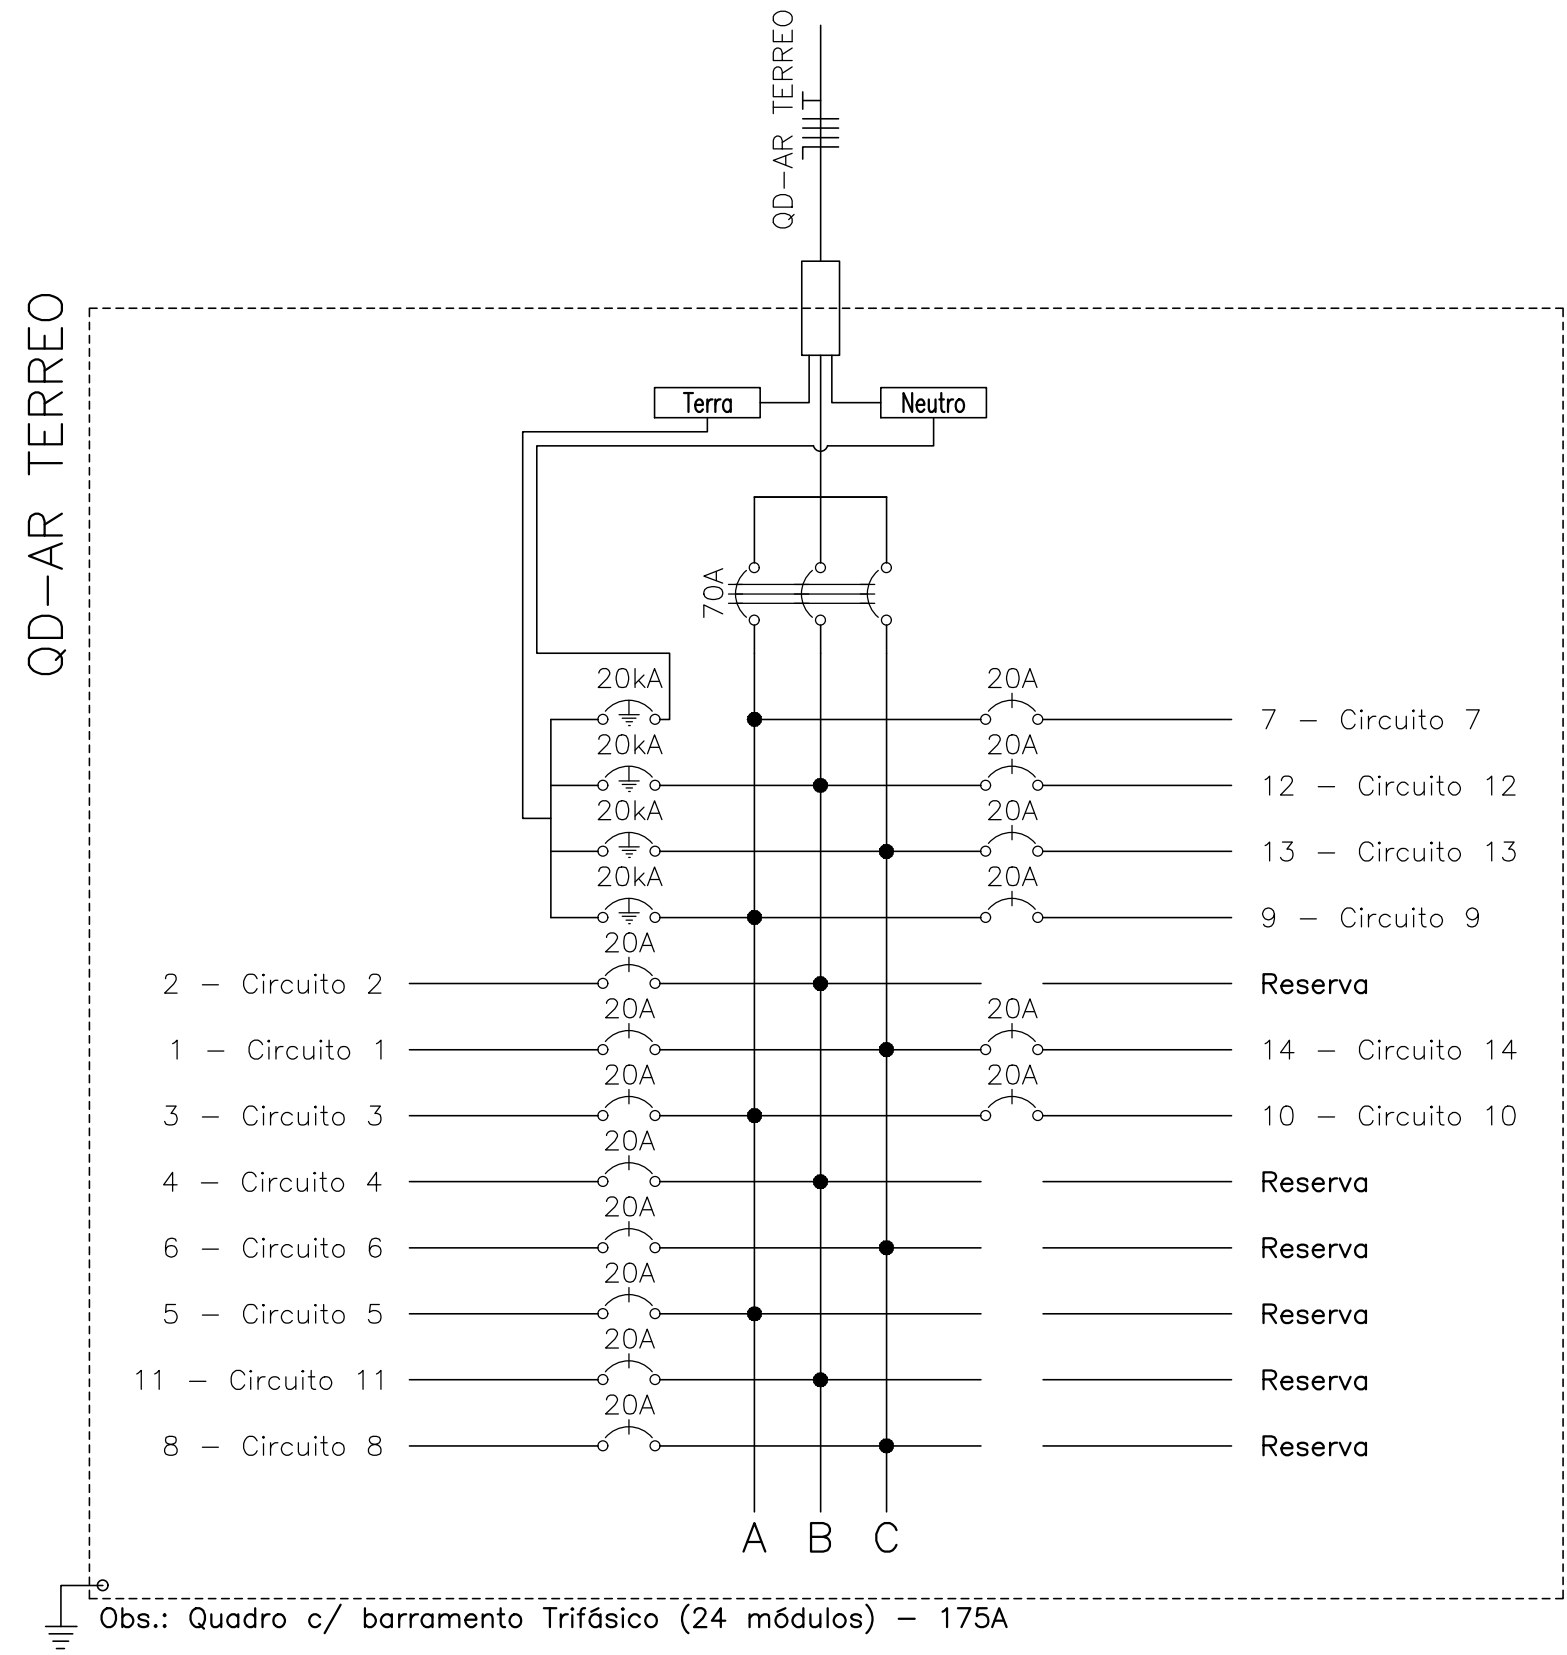 QD-AR TERREO
QD-AR TERREO
Terra
Neutro
70A
20kA
20A
7 - Circuito 7
20kA
20A
12 - Circuito 12
20kA
20A
13 - Circuito 13
20kA
20A
9 - Circuito 9
20A
2 - Circuito 2
Reserva
20A
20A
1 - Circuito 1
14 - Circuito 14
20A
20A
3 - Circuito 3
10 - Circuito 10
20A
4 - Circuito 4
Reserva
20A
6 - Circuito 6
Reserva
20A
5 - Circuito 5
Reserva
20A
11 - Circuito 11
Reserva
20A
8 - Circuito 8
Reserva
A B C
Obs.: Quadro c/ barramento Trifásico (24 módulos) - 175A